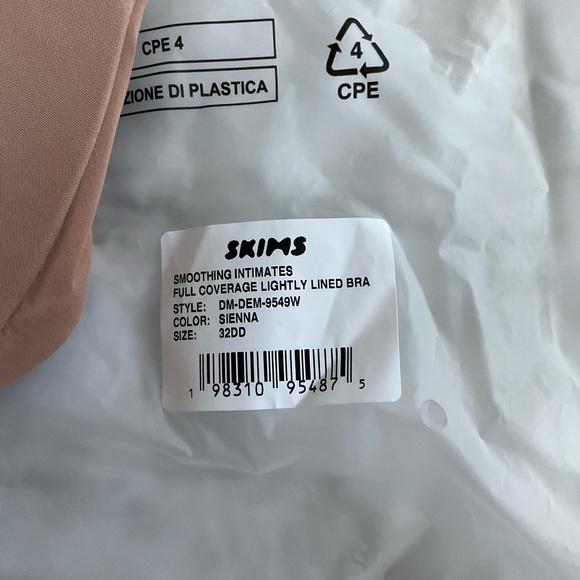 CPE 4
ZIONE DI PLASTICA
4
CPE
SKIMS
SMOOTHING INTIMATES
FULL COVERAGE LIGHTLY LINED BRA
STYLE: DM-DEM-9549W
COLOR: SIENNA
SIZE: 32DD
1 98310 95487 5